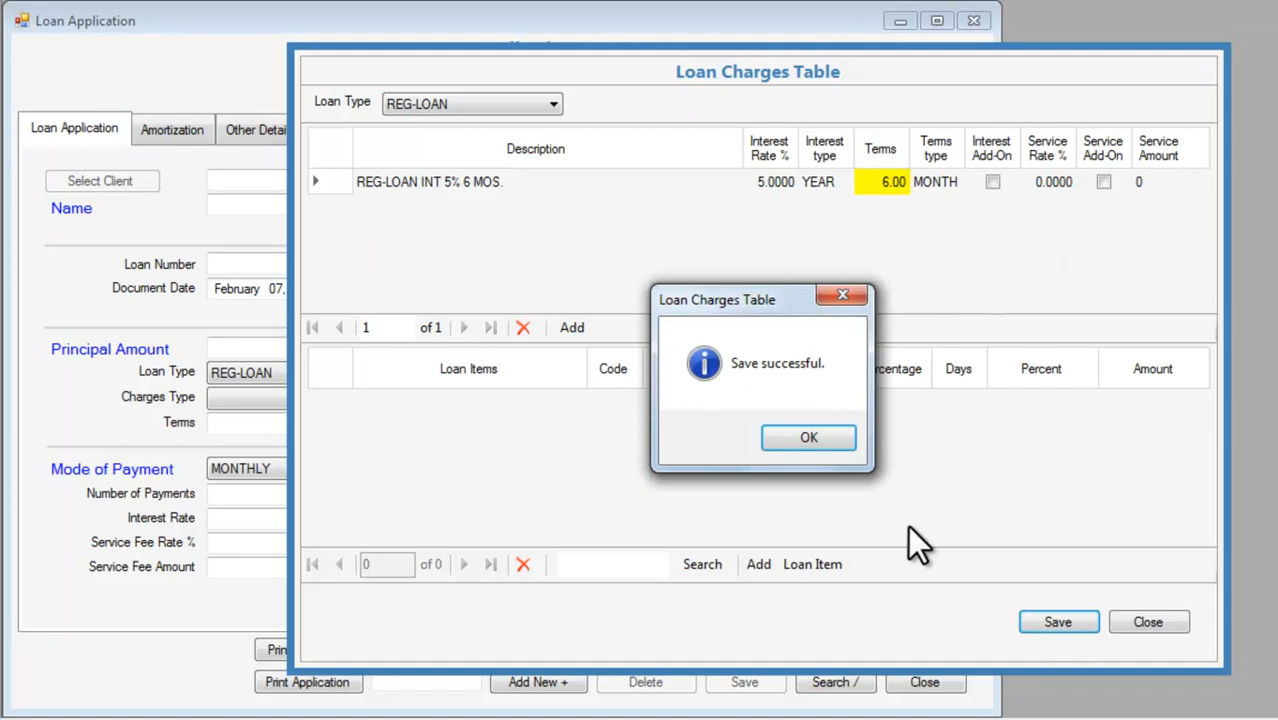 Loan Application
Loan Charges Table
Loan Type REG-LOAN
Loan Application Amortization Other Detai
Description Interest Rate % Interest type Terms Terms type Interest Add-On Service Rate % Service Add-On Service Amount
Select Client
REG-LOAN INT 5% 6 MOS. 5.0000 YEAR 6.00 MONTH 0.0000 0
Name
Loan Number
Document Date February 07,
Loan Charges Table
Save successful.
OK
1 of 1 Add
Principal Amount
Loan Type REG-LOAN
Charges Type
Terms
Loan Items Code centage Days Percent Amount
Mode of Payment MONTHLY
Number of Payments
Interest Rate
Service Fee Rate %
Service Fee Amount
0 of 0 Search Add Loan Item
Save Close
Prin
Print Application Add New + Delete Save Search / Close